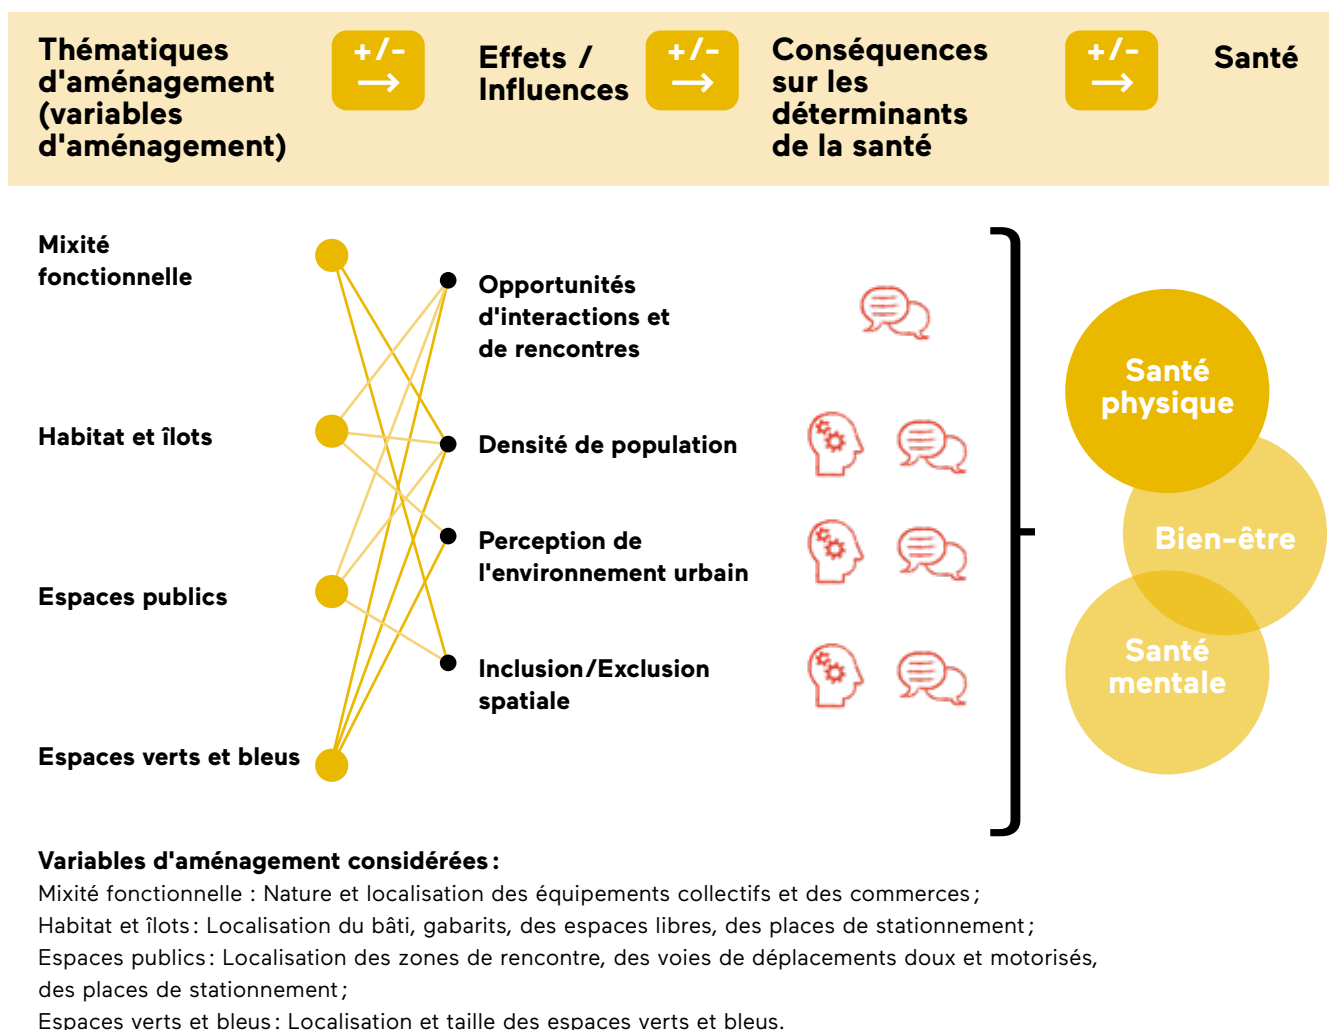 Thématiques
d'aménagement
(variables
d'aménagement)
+/-
→
Effets /
Influences
+/-
→
Conséquences
sur les
déterminants
de la santé
+/-
→
Santé
Mixité
fonctionnelle
Habitat et îlots
Espaces publics
Espaces verts et bleus
Opportunités
d'interactions et
de rencontres
Densité de population
Perception de
l'environnement urbain
Inclusion/Exclusion
spatiale
Santé
physique
Bien-être
Santé
mentale
Variables d'aménagement considérées :
Mixité fonctionnelle : Nature et localisation des équipements collectifs et des commerces ;
Habitat et îlots : Localisation du bâti, gabarits, des espaces libres, des places de stationnement ;
Espaces publics : Localisation des zones de rencontre, des voies de déplacements doux et motorisés,
des places de stationnement ;
Espaces verts et bleus : Localisation et taille des espaces verts et bleus.